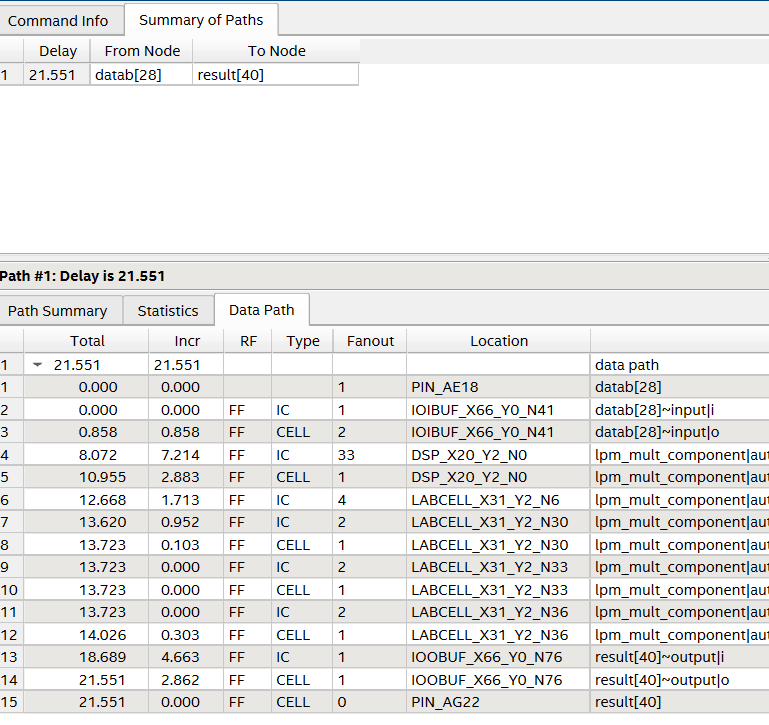 Command Info Summary of Paths
Delay From Node To Node
1 21.551 datab[28] result[40]
Path #1: Delay is 21.551
Path Summary Statistics Data Path
Total Incr RF Type Fanout Location
1 21.551 21.551 data path
1 0.000 0.000 1 PIN_AE18 datab[28]
2 0.000 0.000 FF IC 1 IOIBUF_X66_Y0_N41 datab[28]~input|i
3 0.858 0.858 FF CELL 2 IOIBUF_X66_Y0_N41 datab[28]~input|o
4 8.072 7.214 FF IC 33 DSP_X20_Y2_N0 lpm_mult_component|aut
5 10.955 2.883 FF CELL 1 DSP_X20_Y2_N0 lpm_mult_component|aut
6 12.668 1.713 FF IC 4 LABCELL_X31_Y2_N6 lpm_mult_component|aut
7 13.620 0.952 FF IC 2 LABCELL_X31_Y2_N30 lpm_mult_component|aut
8 13.723 0.103 FF CELL 1 LABCELL_X31_Y2_N30 lpm_mult_component|aut
9 13.723 0.000 FF IC 2 LABCELL_X31_Y2_N33 lpm_mult_component|aut
10 13.723 0.000 FF CELL 1 LABCELL_X31_Y2_N33 lpm_mult_component|aut
11 13.723 0.000 FF IC 2 LABCELL_X31_Y2_N36 lpm_mult_component|aut
12 14.026 0.303 FF CELL 1 LABCELL_X31_Y2_N36 lpm_mult_component|aut
13 18.689 4.663 FF IC 1 IOOBUF_X66_Y0_N76 result[40]~output|i
14 21.551 2.862 FF CELL 1 IOOBUF_X66_Y0_N76 result[40]~output|o
15 21.551 0.000 FF CELL 0 PIN_AG22 result[40]